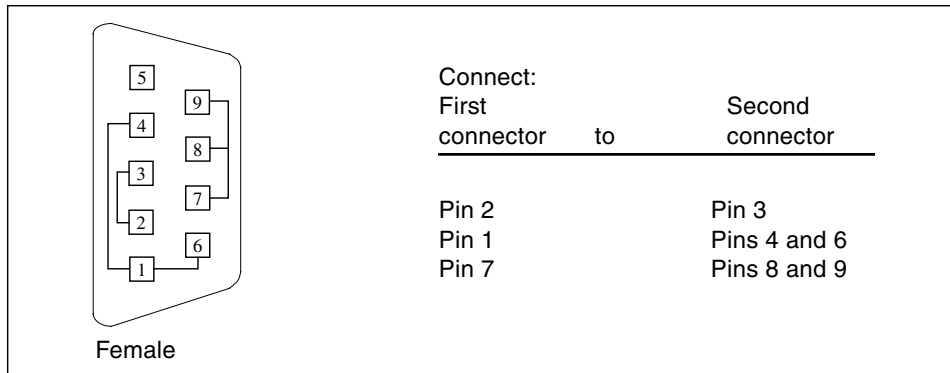 5
9
4
8
3
7
2
6
1
Female
Connect:
First Second
connector to connector
Pin 2 Pin 3
Pin 1 Pins 4 and 6
Pin 7 Pins 8 and 9